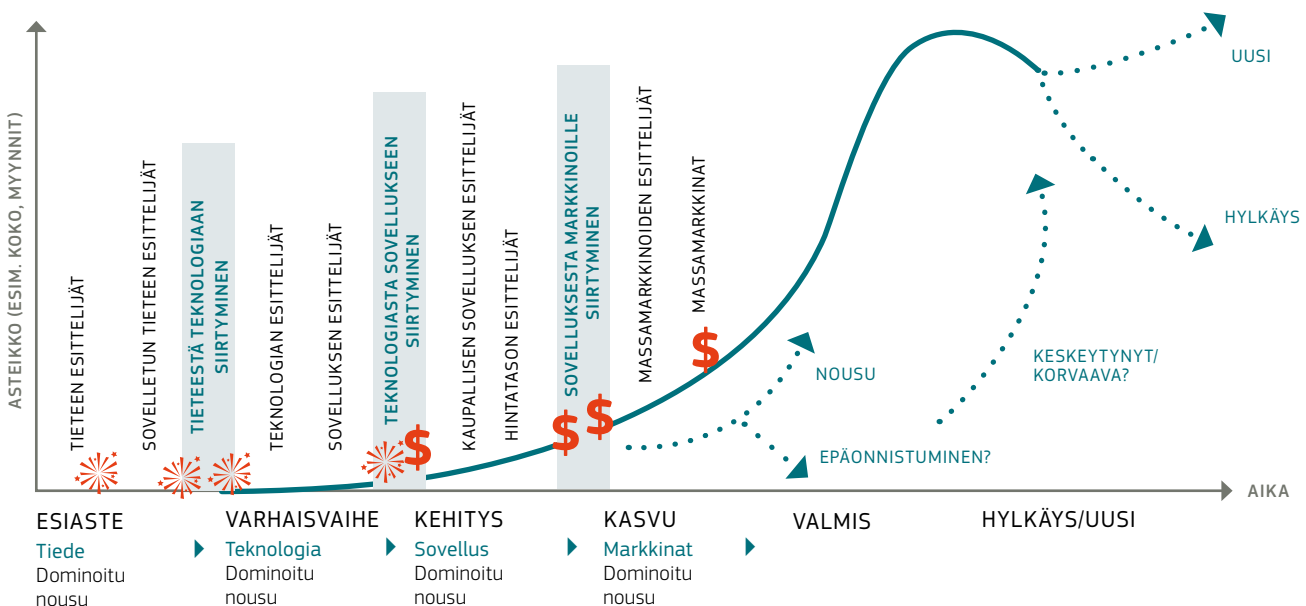 ASTEIKKO (ESIM. KOKO, MYYNNIT)
TIETEEN ESITTELIJÄT
SOVELLETUN TIETEEN ESITTELIJÄT
TIETEESTÄ TEKNOLOGIAAN
SIIRTYMINEN
TEKNOLOGIAN ESITTELIJÄT
SOVELLUKSEN ESITTELIJÄT
TEKNOLOGIASTA SOVELLUKSEEN
SIIRTYMINEN
$
KAUPALLISEN SOVELLUKSEN ESITTELIJÄT
HINTATASON ESITTELIJÄT
SOVELLUKSESTA MARKKINOILLE
SIIRTYMINEN
$
$
MASSAMARKKINOIDEN ESITTELIJÄT
MASSAMARKKINAT
$
NOUSU
EPÄONNISTUMINEN?
KESKEYTYNYT/
KORVAAVA?
UUSI
HYLKÄYS
AIKA
ESIASTE
Tiede
Dominoitu
nousu
VARHAISVAIHE
Teknologia
Dominoitu
nousu
KEHITYS
Sovellus
Dominoitu
nousu
KASVU
Markkinat
Dominoitu
nousu
VALMIS
HYLKÄYS/UUSI